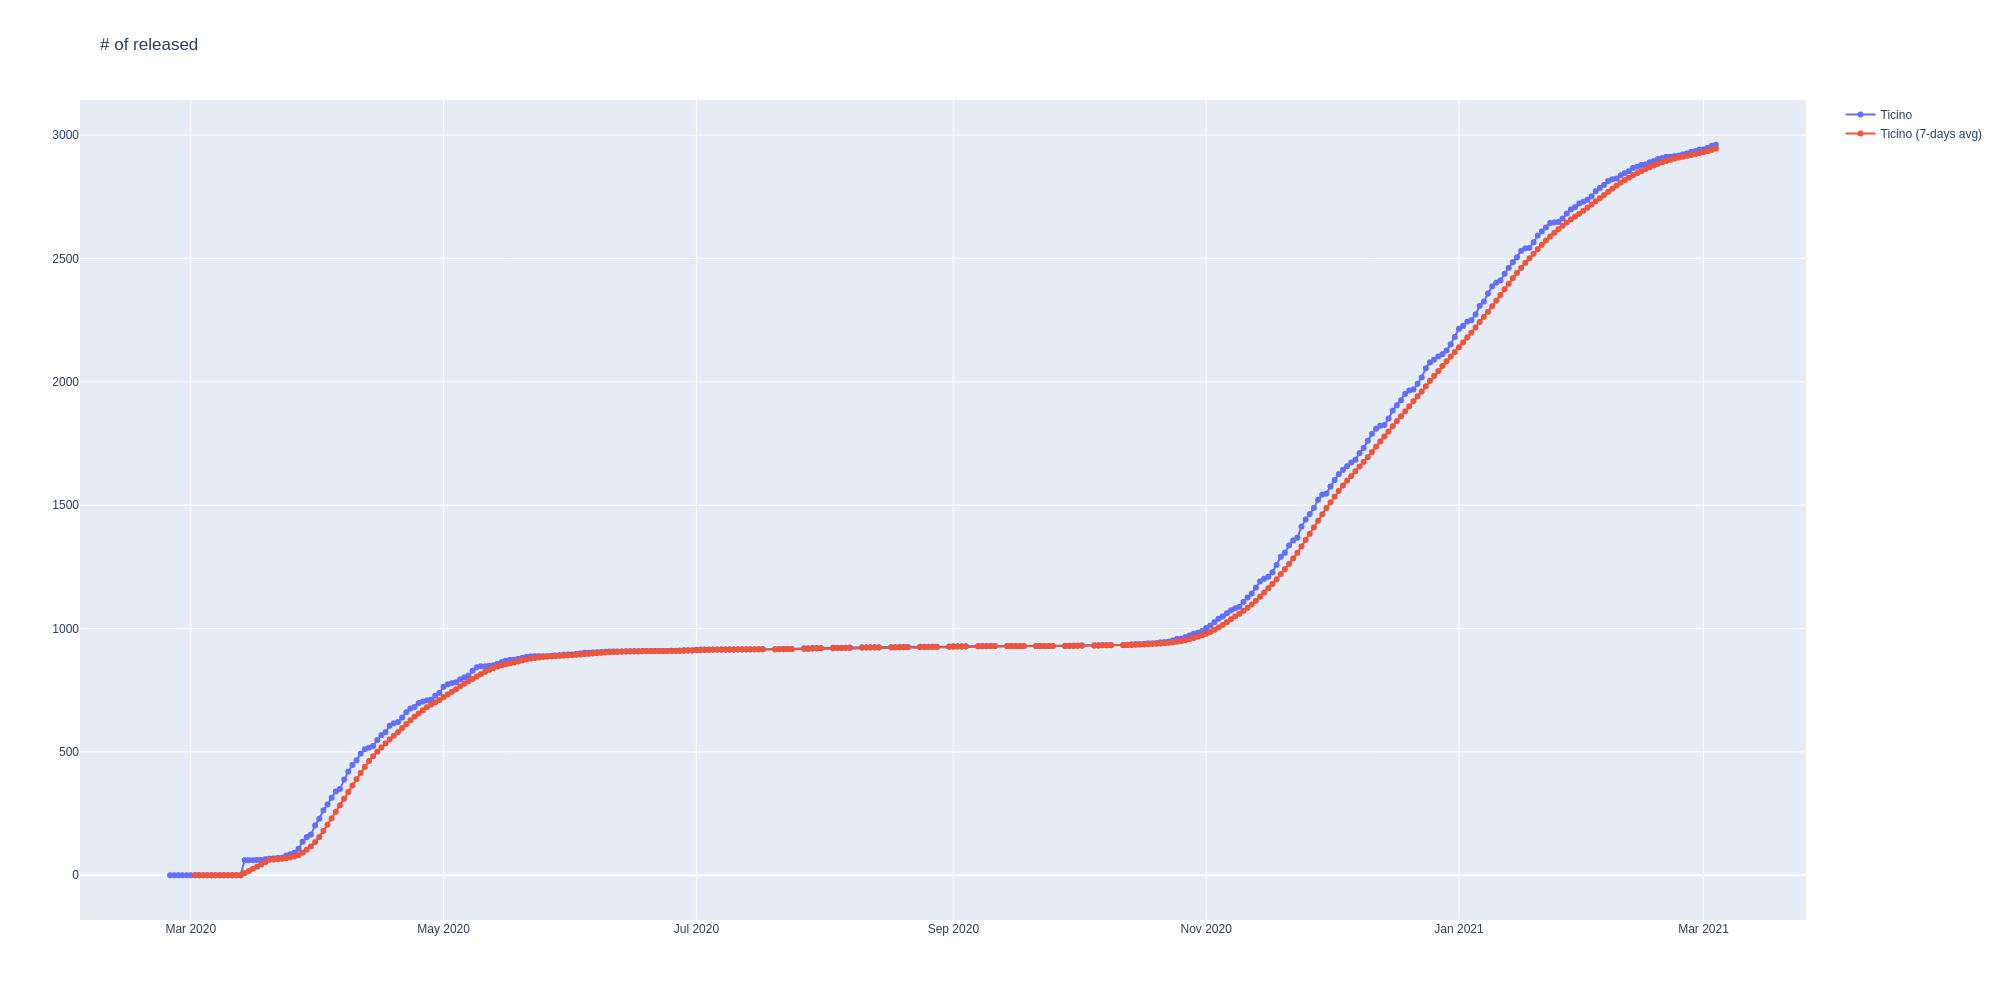 # of released
Ticino
Ticino (7-days avg)
3000
2500
2000
1500
1000
500
0
Mar 2020
May 2020
Jul 2020
Sep 2020
Nov 2020
Jan 2021
Mar 2021